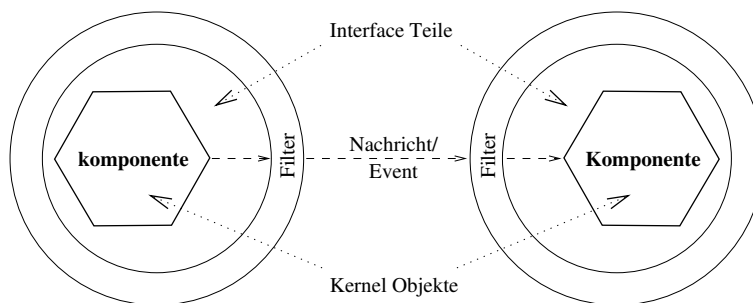 Interface Teile
komponente
Filter
Nachricht/
Event
Filter
Komponente
Kernel Objekte